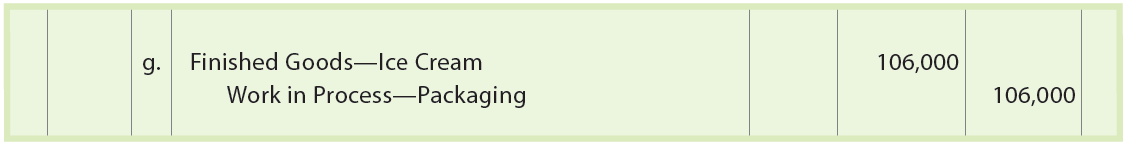 g. Finished Goods—Ice Cream 106,000
Work in Process—Packaging 106,000